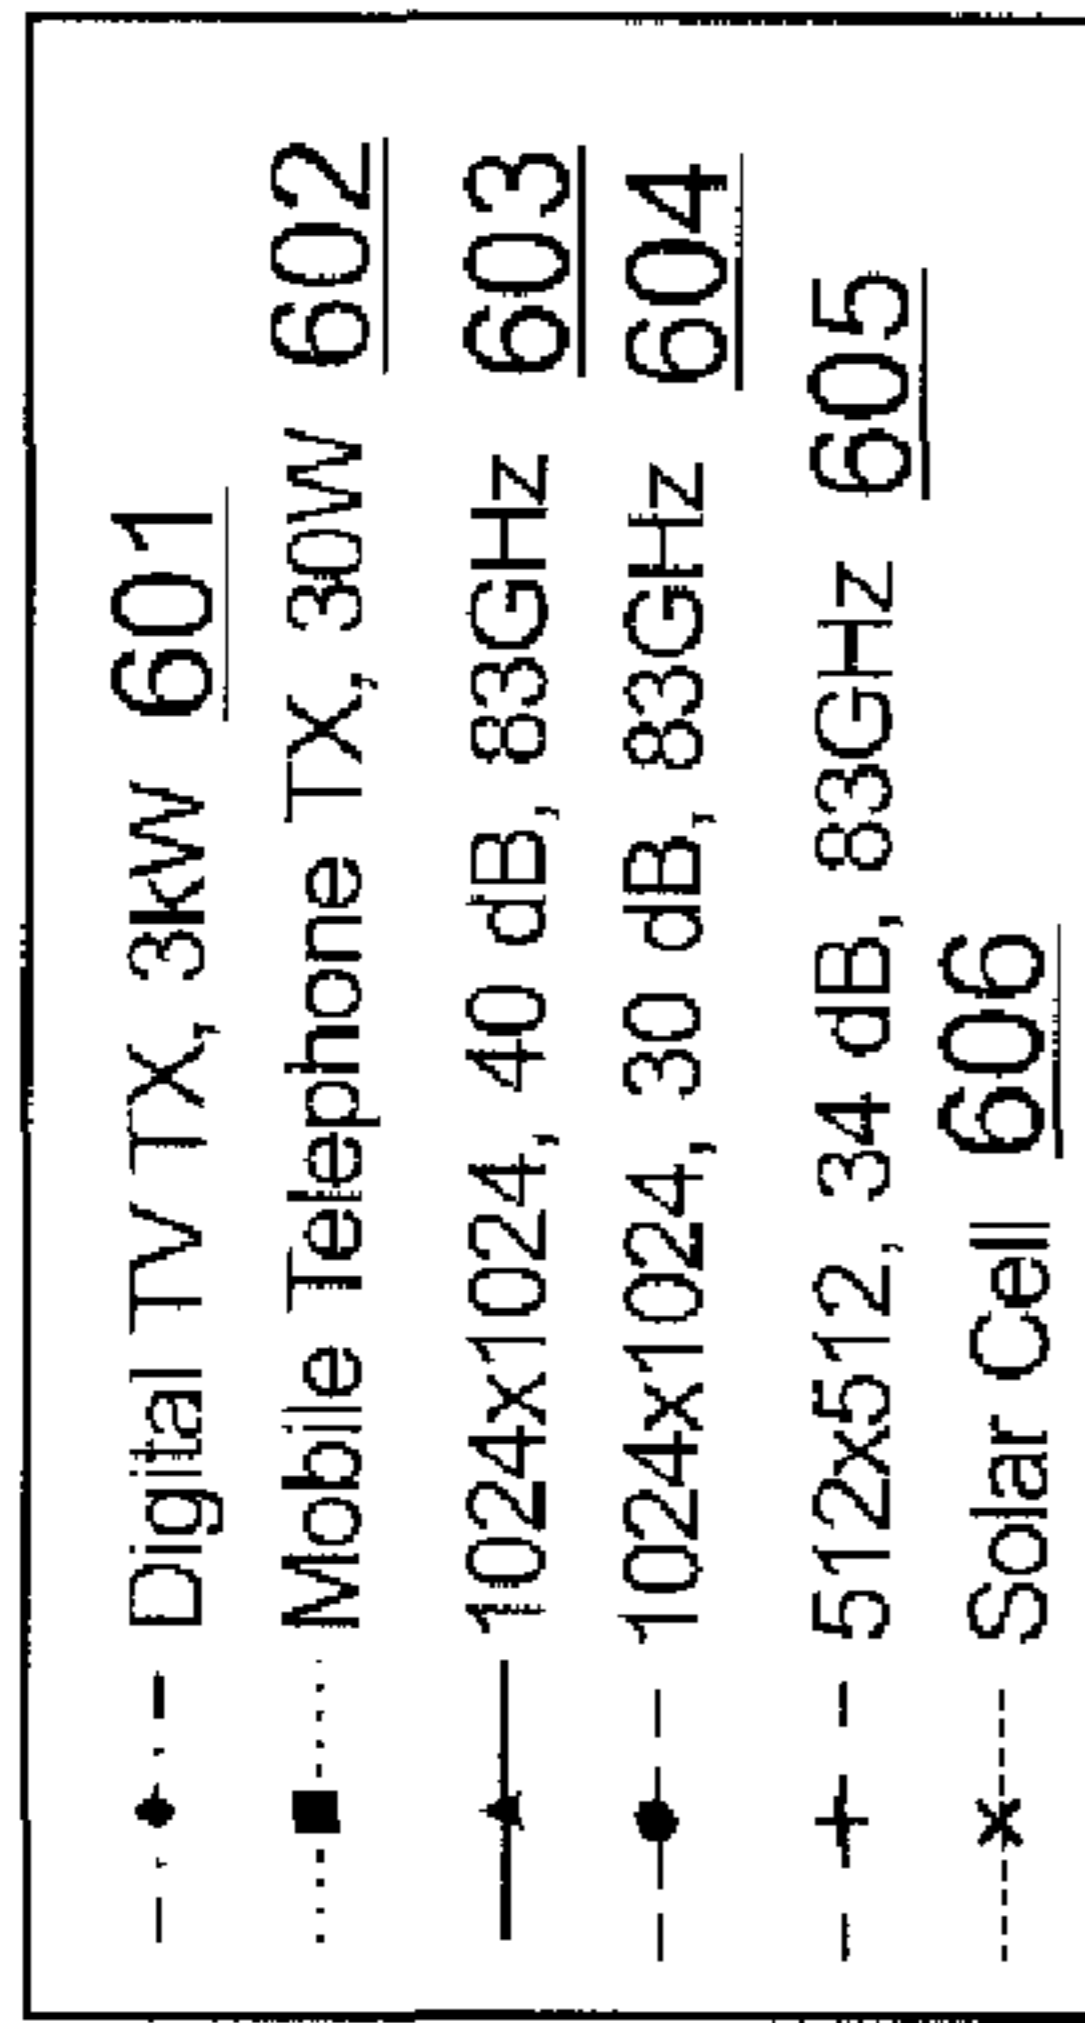 Digital TV TX, 3kW 601
Mobile Telephone TX, 30W 602
1024x1024, 40 dB, 83GHz 603
1024x1024, 30 dB, 83GHz 604
512x512, 34 dB, 83GHz 605
Solar Cell 606